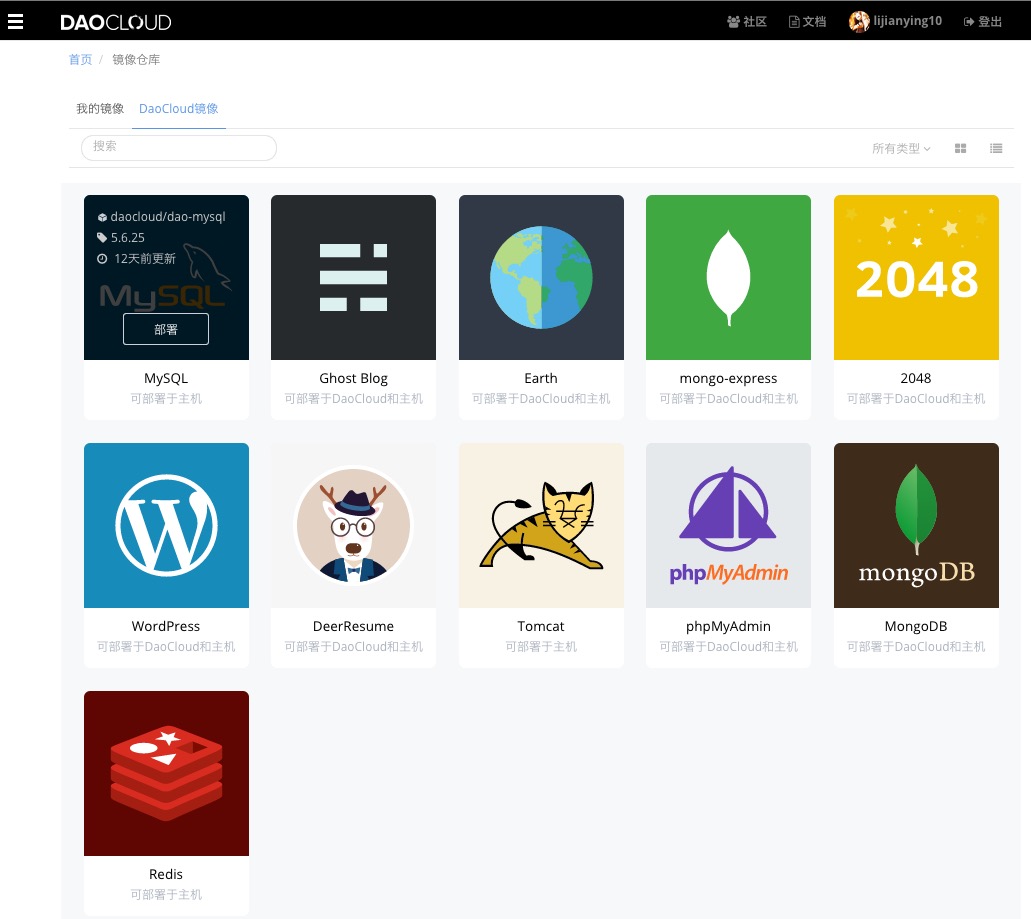 DAOCLOUD 社区 文档 lijianying10 登出
首页 / 镜像仓库
我的镜像 DaoCloud镜像
搜索 所有类型
daocloud/dao-mysql
5.6.25
12天前更新
MySQL
部署
2048
MySQL Ghost Blog Earth mongo-express 2048
可部署于主机 可部署于DaoCloud和主机 可部署于DaoCloud和主机 可部署于DaoCloud和主机 可部署于DaoCloud和主机
W
phpMyAdmin mongoDB
WordPress DeerResume Tomcat phpMyAdmin MongoDB
可部署于DaoCloud和主机 可部署于DaoCloud和主机 可部署于主机 可部署于DaoCloud和主机 可部署于DaoCloud和主机
Redis
可部署于主机